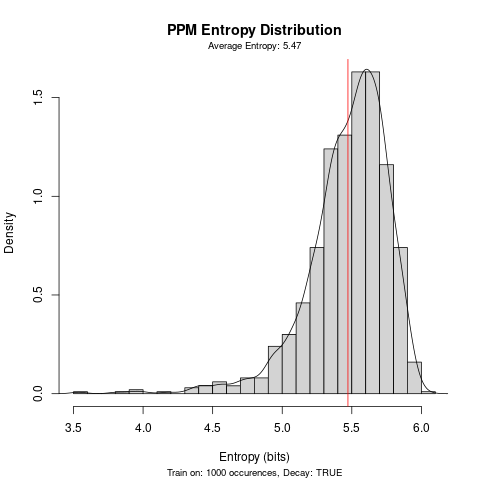 PPM Entropy Distribution
Average Entropy: 5.47
Density
1.5
1.0
0.5
0.0
3.5 4.0 4.5 5.0 5.5 6.0
Entropy (bits)
Train on: 1000 occurences, Decay: TRUE